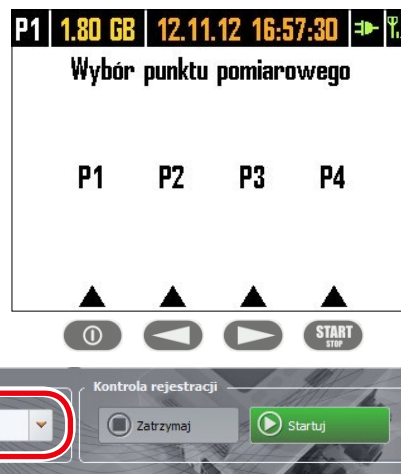 P1 1.80 GB 12.11.12 16:57:30
Wybór punktu pomiarowego
P1 P2 P3 P4
START
STOP
Kontrola rejestracji
Zatrzymaj Startuj